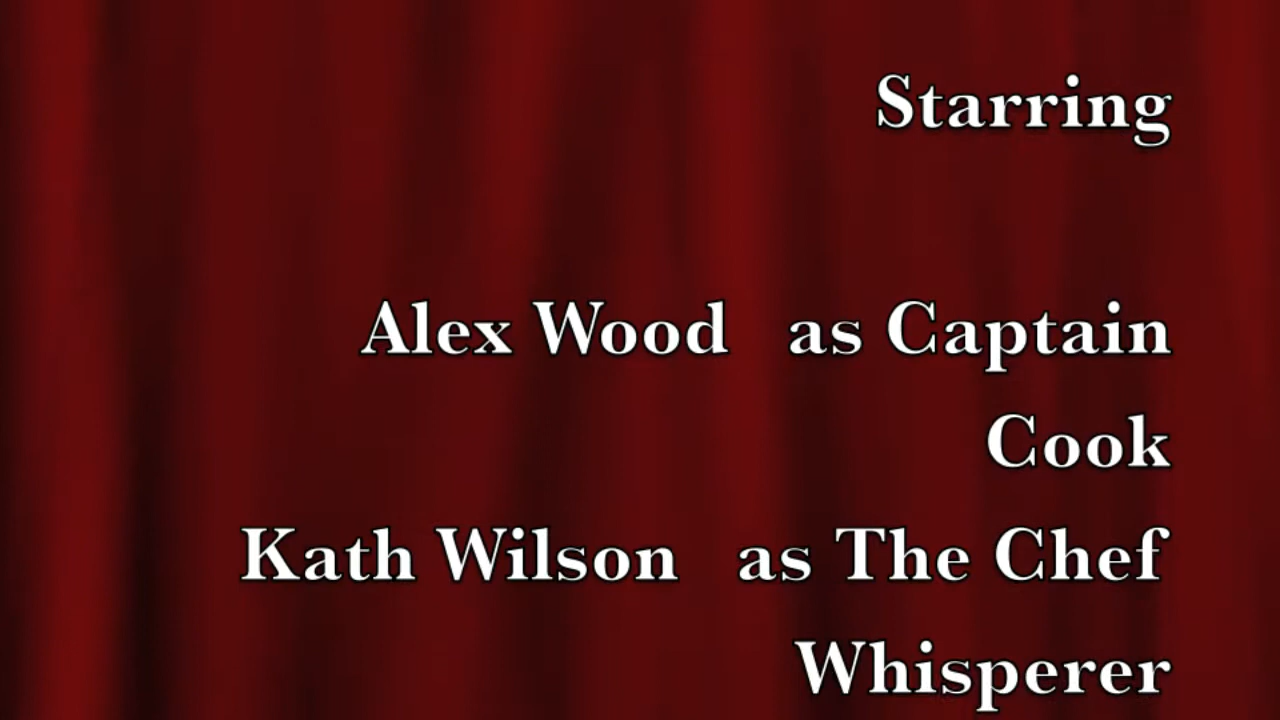 Starring
Alex Wood as Captain
Cook
Kath Wilson as The Chef
Whisperer